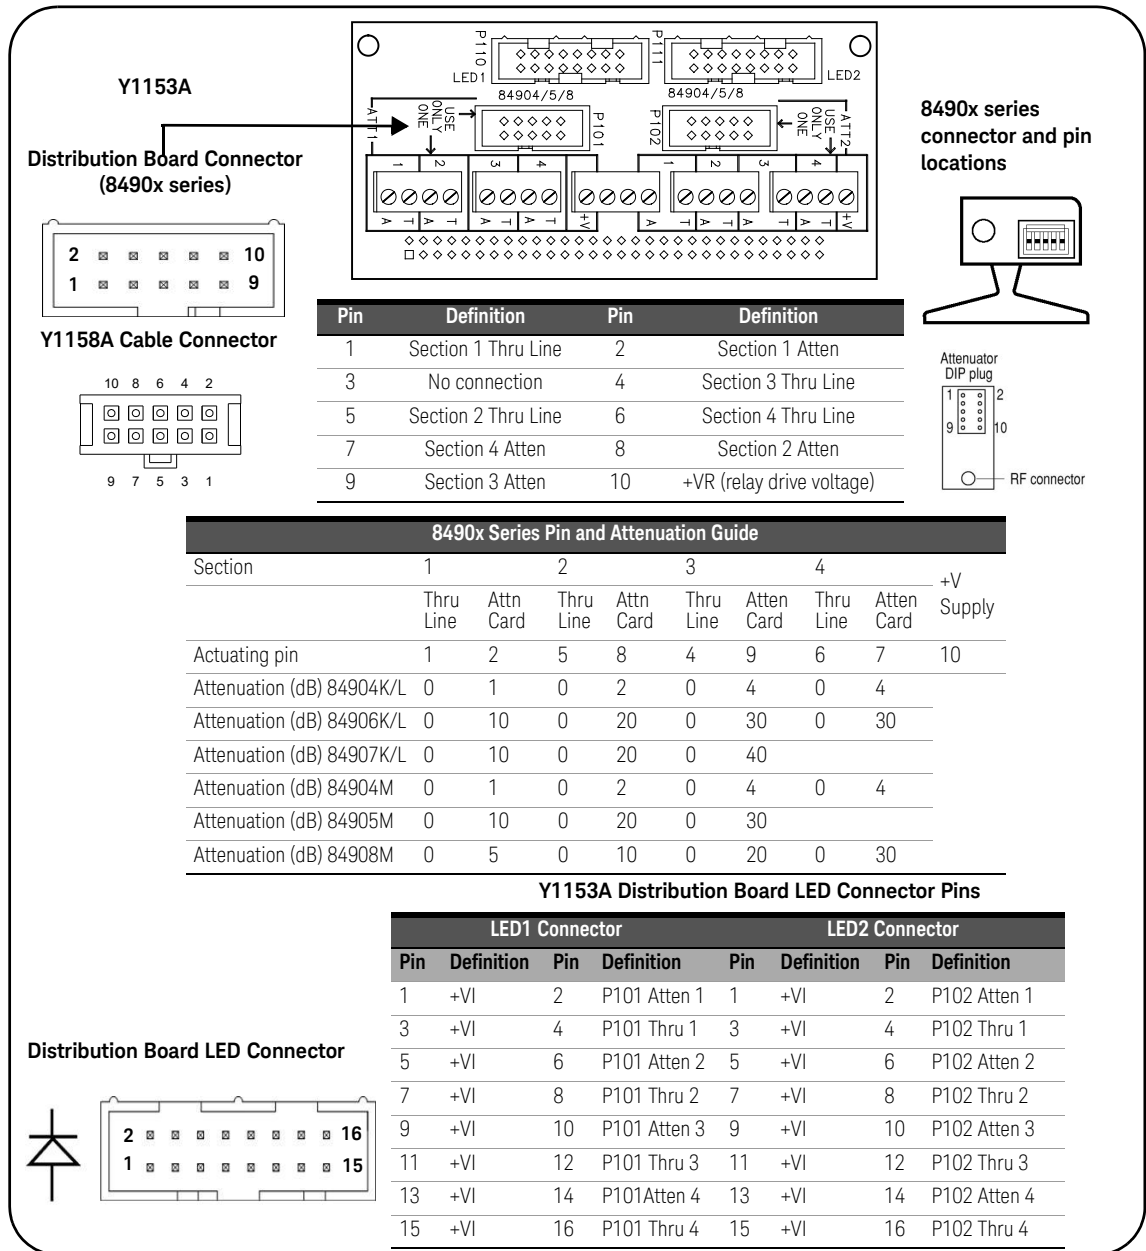 Y1153A
Distribution Board Connector
(8490x series)
2 10
1 9
Y1158A Cable Connector
10 8 6 4 2
9 7 5 3 1
P110
P111
LED1
LED2
84904/5/8
84904/5/8
ATT1
USE
ONLY
ONE
P101
P102
USE
ONLY
ONE
ATT2
1 2 3 4 1 2 3 4
A T A T A T A T +V A T A T A T A T +V
8490x series
connector and pin
locations
Attenuator
DIP plug
1 2
9 10
RF connector
Pin Definition Pin Definition
1 Section 1 Thru Line 2 Section 1 Atten
3 No connection 4 Section 3 Thru Line
5 Section 2 Thru Line 6 Section 4 Thru Line
7 Section 4 Atten 8 Section 2 Atten
9 Section 3 Atten 10 +VR (relay drive voltage)
8490x Series Pin and Attenuation Guide
Section 1 2 3 4 +V Supply
Thru Line Attn Card Thru Line Attn Card Thru Line Atten Card Thru Line Atten Card
Actuating pin 1 2 5 8 4 9 6 7 10
Attenuation (dB) 84904K/L 0 1 0 2 0 4 0 4
Attenuation (dB) 84906K/L 0 10 0 20 0 30 0 30
Attenuation (dB) 84907K/L 0 10 0 20 0 40
Attenuation (dB) 84904M 0 1 0 2 0 4 0 4
Attenuation (dB) 84905M 0 10 0 20 0 30
Attenuation (dB) 84908M 0 5 0 10 0 20 0 30
Y1153A Distribution Board LED Connector Pins
LED1 Connector LED2 Connector
Pin Definition Pin Definition Pin Definition Pin Definition
1 +VI 2 P101 Atten 1 1 +VI 2 P102 Atten 1
3 +VI 4 P101 Thru 1 3 +VI 4 P102 Thru 1
5 +VI 6 P101 Atten 2 5 +VI 6 P102 Atten 2
7 +VI 8 P101 Thru 2 7 +VI 8 P102 Thru 2
9 +VI 10 P101 Atten 3 9 +VI 10 P102 Atten 3
11 +VI 12 P101 Thru 3 11 +VI 12 P102 Thru 3
13 +VI 14 P101Atten 4 13 +VI 14 P102 Atten 4
15 +VI 16 P101 Thru 4 15 +VI 16 P102 Thru 4
Distribution Board LED Connector
2 16
1 15